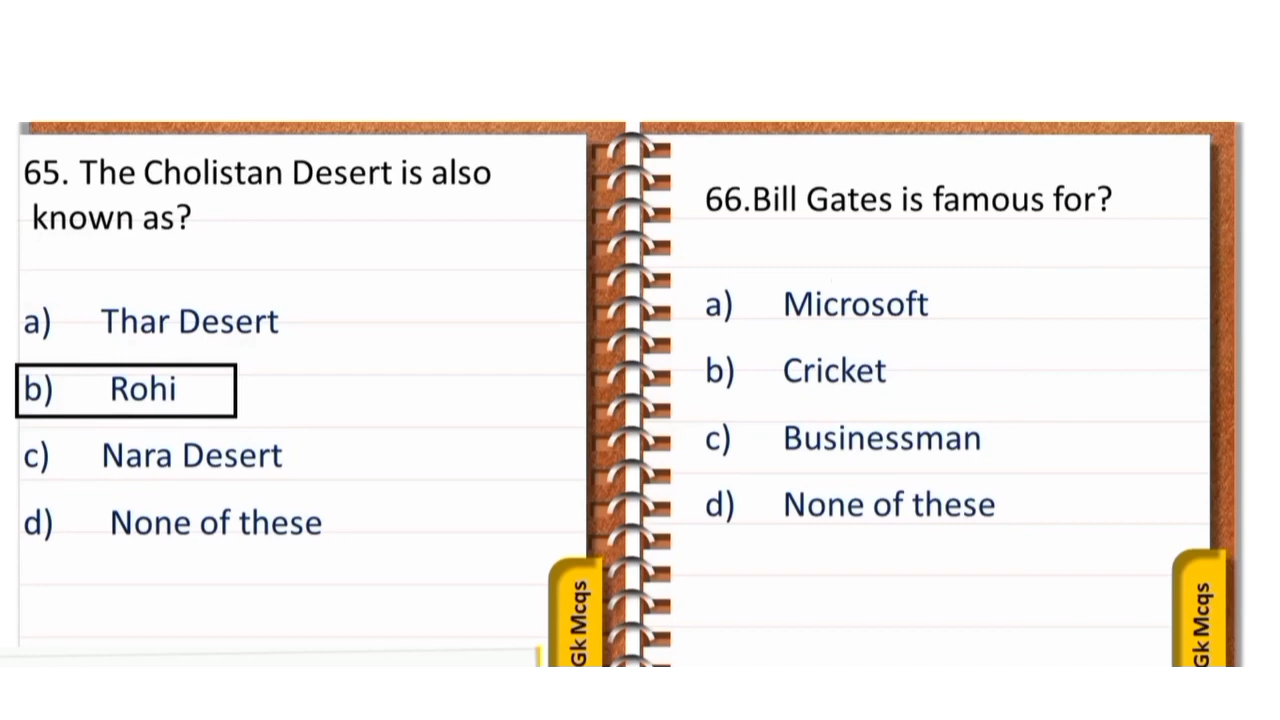 65. The Cholistan Desert is also
known as?
a) Thar Desert
b) Rohi
c) Nara Desert
d) None of these
Gk Mcqs
66.Bill Gates is famous for?
a) Microsoft
b) Cricket
c) Businessman
d) None of these
Gk Mcqs